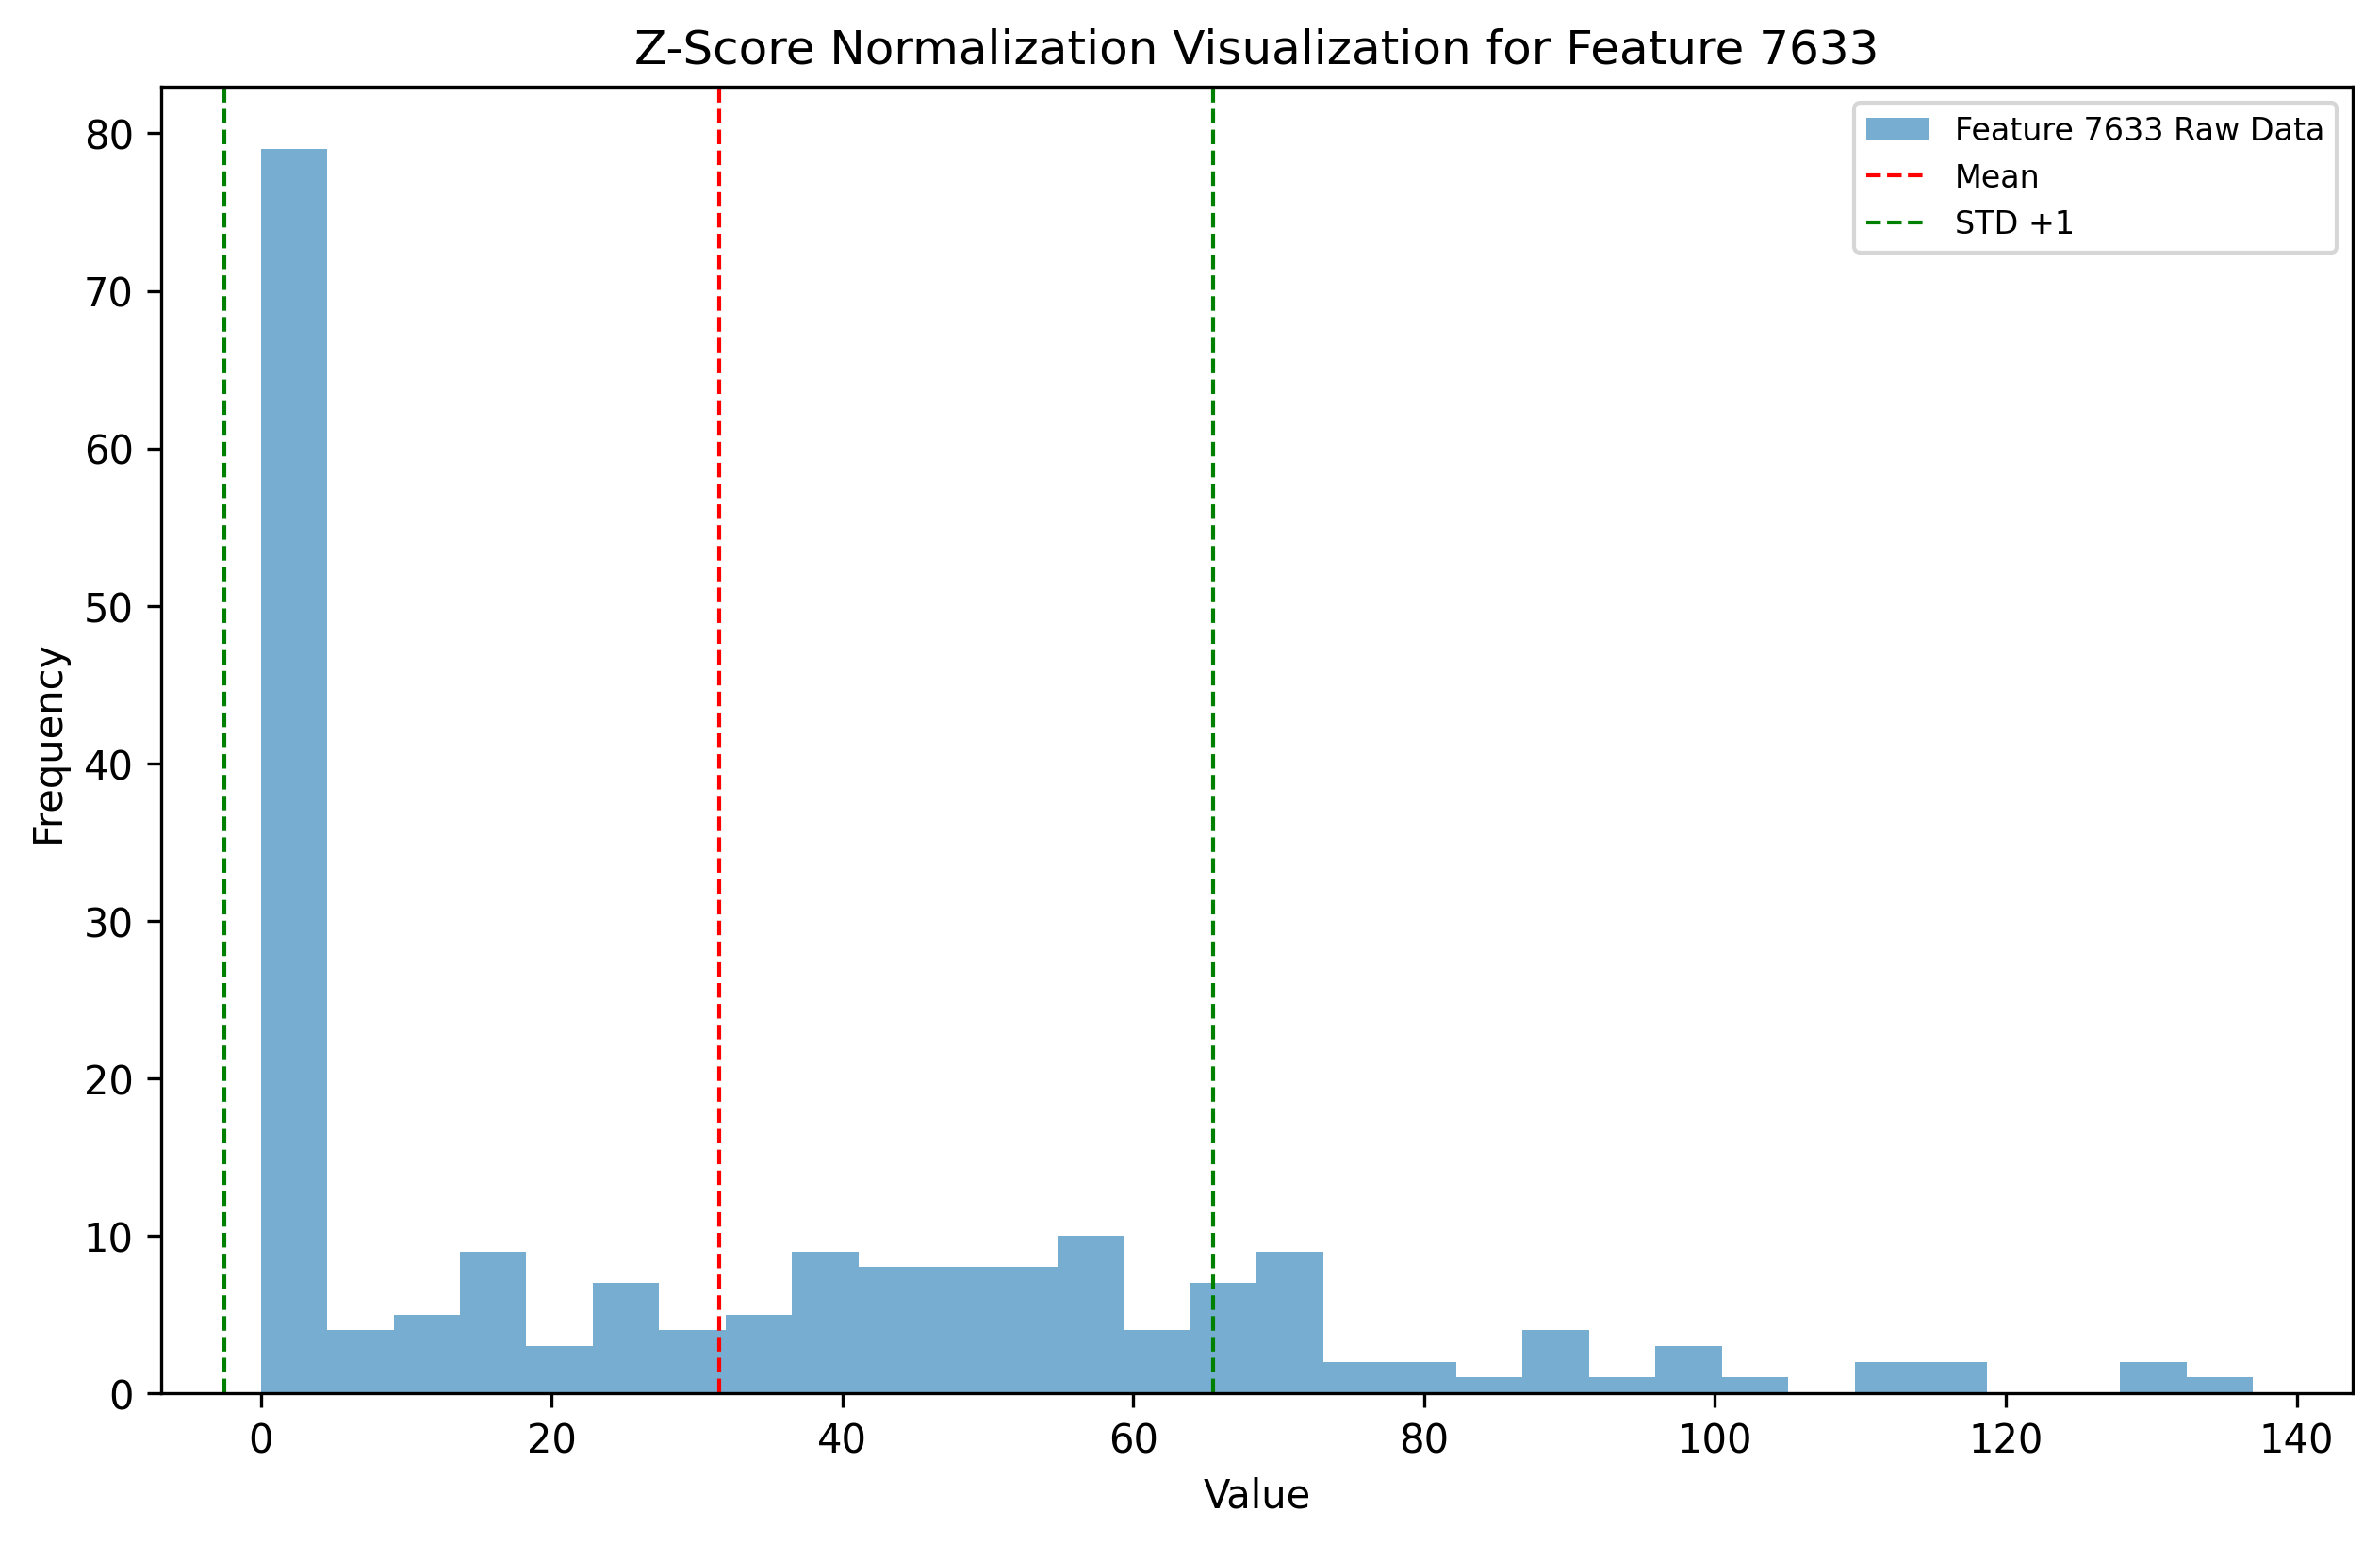 Z-Score Normalization Visualization for Feature 7633
Feature 7633 Raw Data
Mean
STD +1
80
70
60
50
40
30
20
10
0
Frequency
0 20 40 60 80 100 120 140
Value